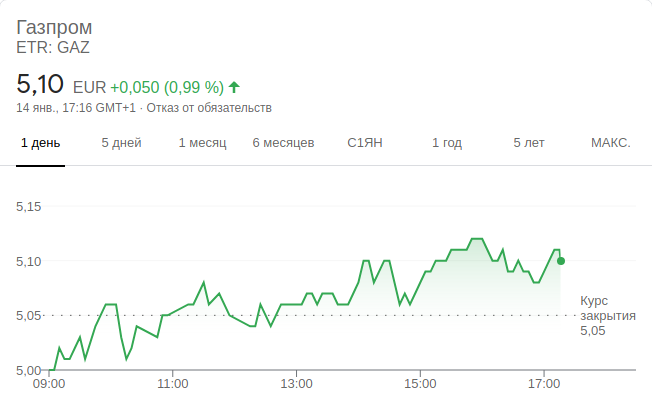 Газпром
ETR: GAZ
5,10 EUR +0,050 (0,99 %)
14 янв., 17:16 GMT+1 · Отказ от обязательств
1 день 5 дней 1 месяц 6 месяцев С1ЯН 1 год 5 лет МАКС.
5,15
5,10
5,05
5,00
Курс
закрытия
5,05
09:00 11:00 13:00 15:00 17:00